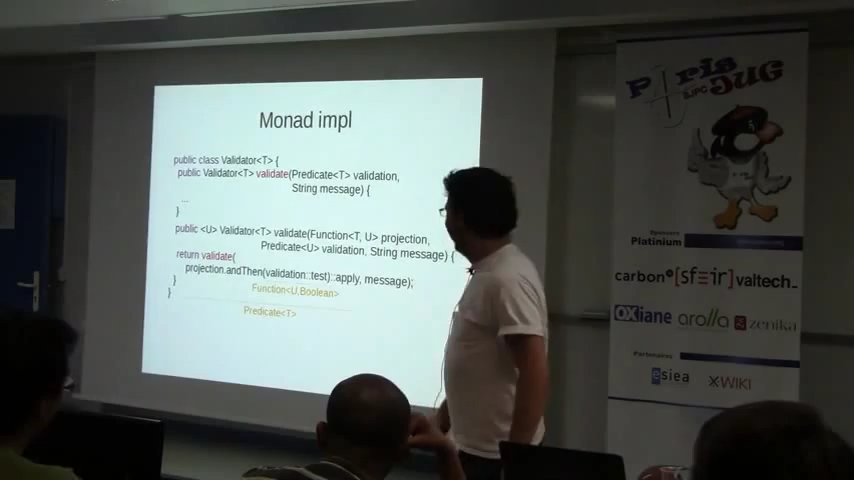 Monad impl
public class Validator<T> {
public Validator<T> validate(Predicate<T> validation,
String message) {
...
}
public <U> Validator<T> validate(Function<T, U> projection,
Predicate<U> validation, String message) {
return validate(
projection.andThen(validation::test)::apply, message);
}
Function<U,Boolean>
}
Predicate<T>
Paris
JUG
Sponsors
Platinium
carbon [sfeir] valtech_
OXiane arolla zenika
Partenaires
esiea XWIKI